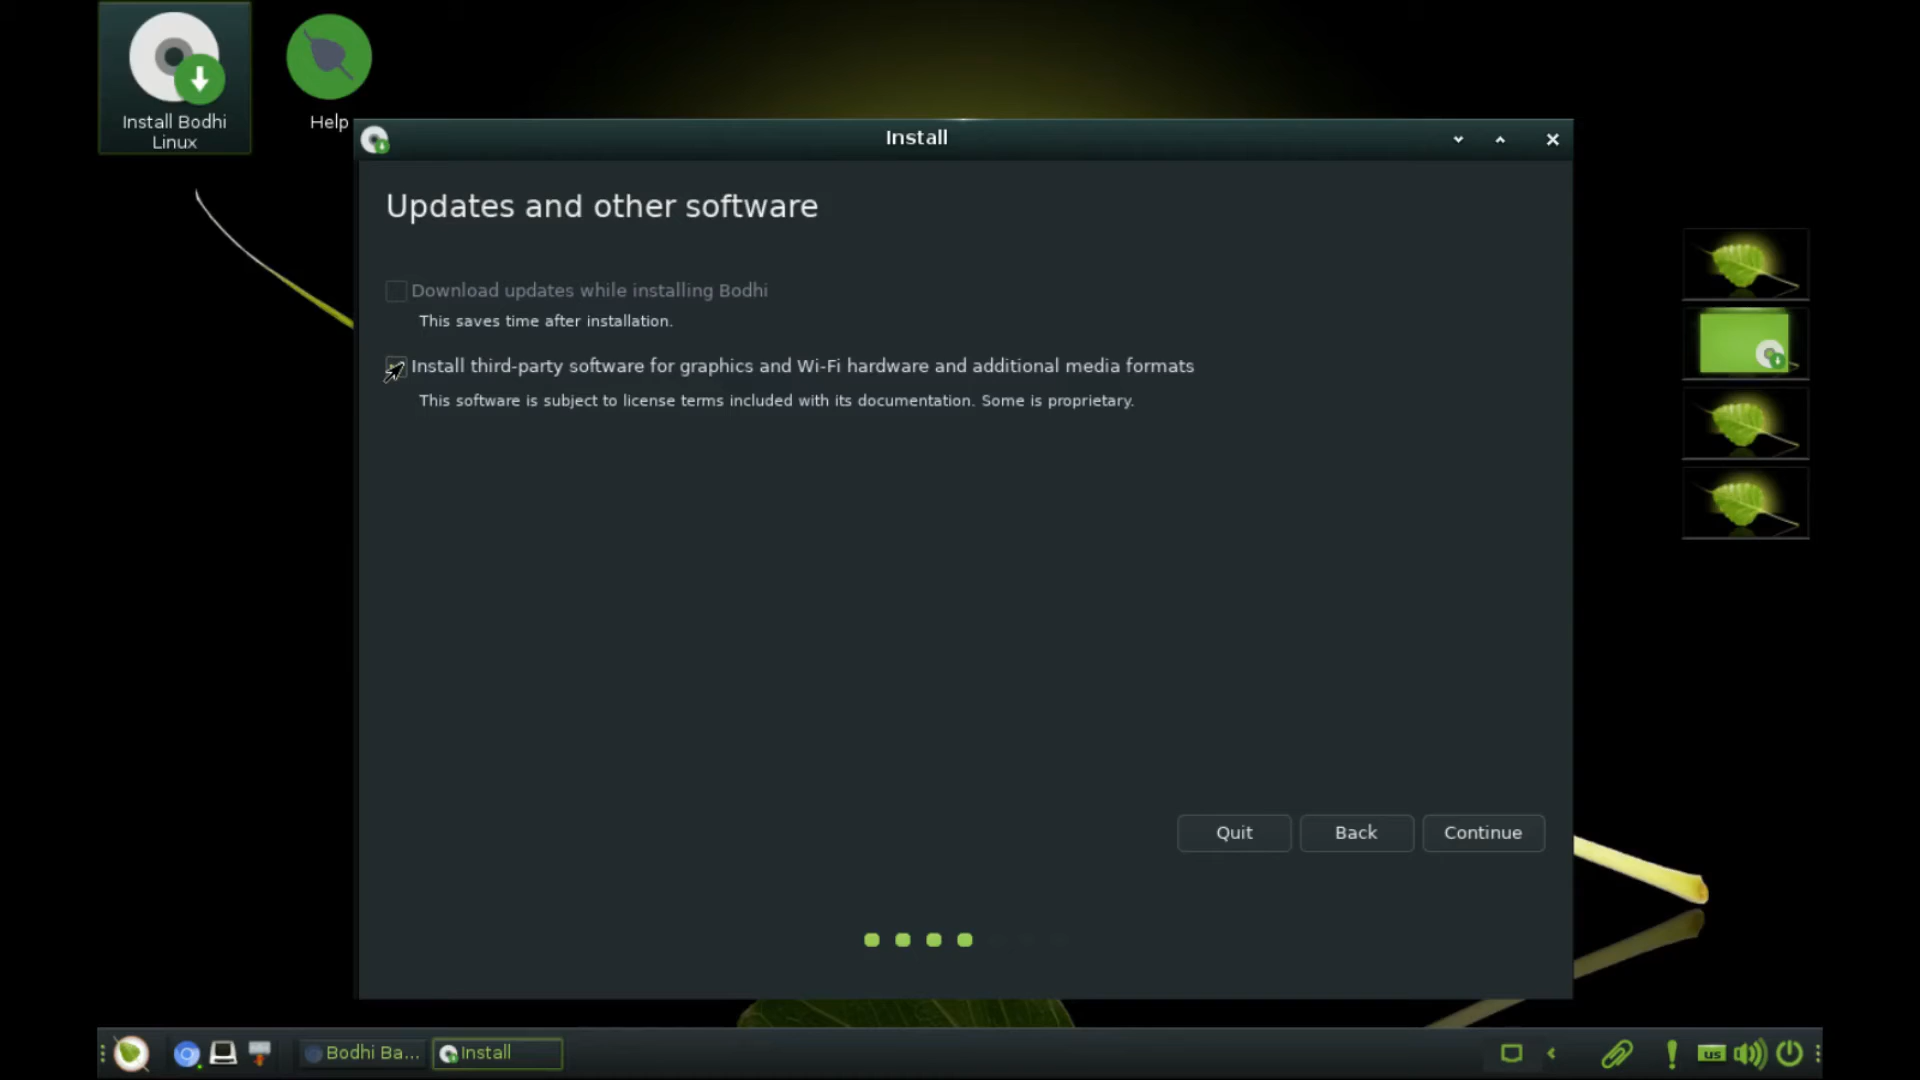 Install Bodhi
Linux
Help
Install
Updates and other software
Download updates while installing Bodhi
This saves time after installation.
Install third-party software for graphics and Wi-Fi hardware and additional media formats
This software is subject to license terms included with its documentation. Some is proprietary.
Quit
Back
Continue
Bodhi Ba...
Install
us